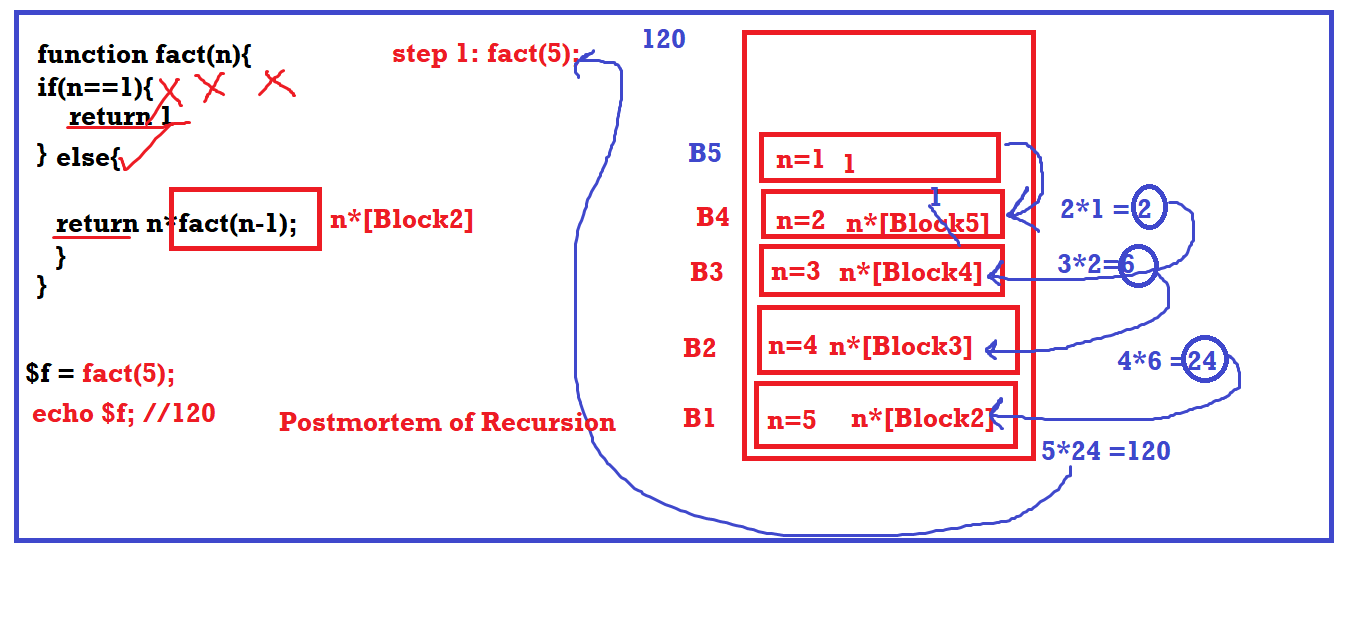 function fact(n){
if(n==1){
return 1
} else{
return n*fact(n-1);
}
}
n*[Block2]
$f = fact(5);
echo $f; //120
Postmortem of Recursion
step 1: fact(5);
120
B5
n=1 1
B4
n=2 n*[Block5]
1
2*1 = 2
B3
n=3 n*[Block4]
3*2=6
B2
n=4 n*[Block3]
4*6 =24
B1
n=5 n*[Block2]
5*24 =120